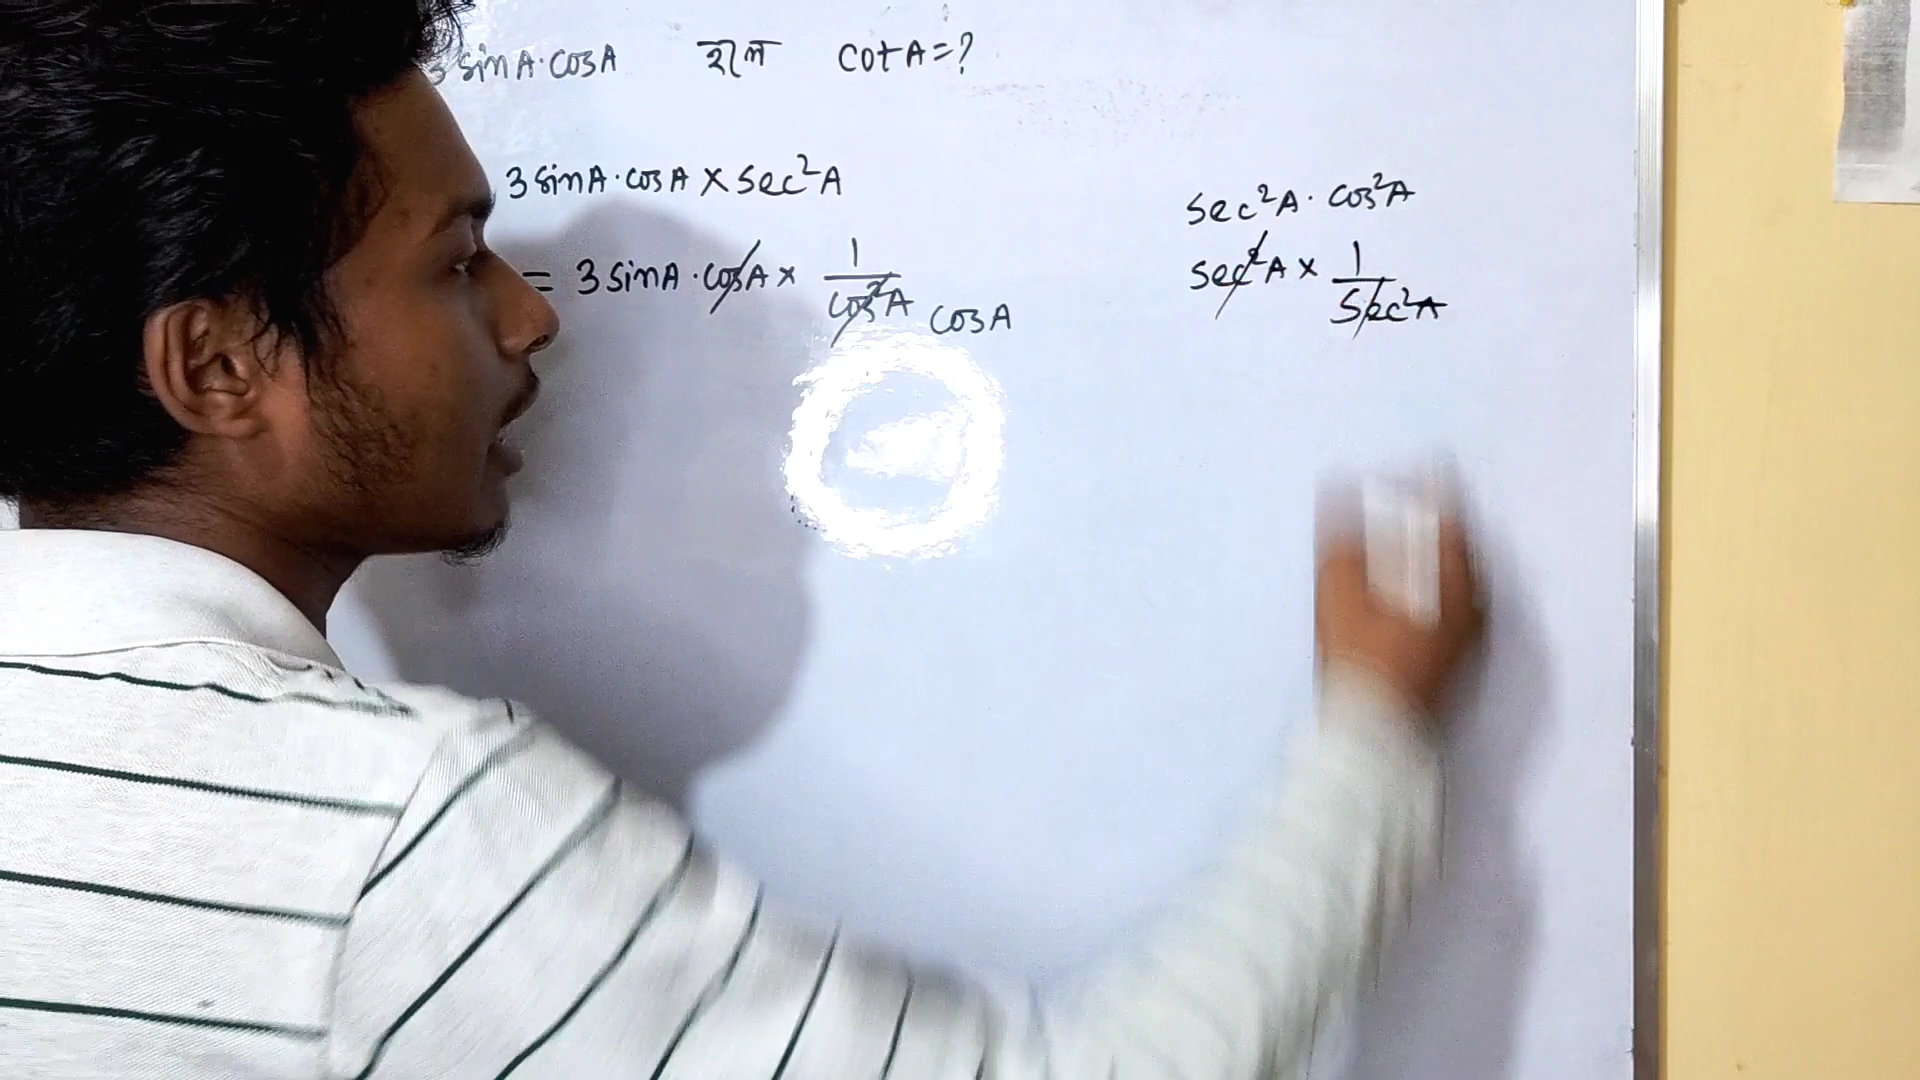 3 sinA·cosA হলে cotA=?
3 sinA·cosA × sec²A
= 3 sinA·cosA × 1/cos²A cosA
sec²A·cos²A
sec²A × 1/sec²A